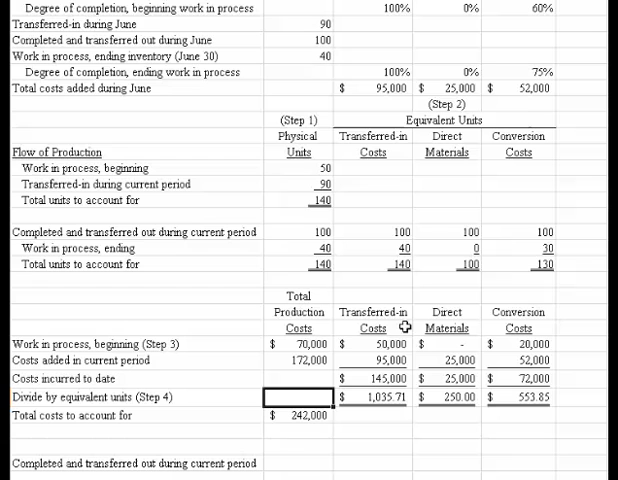 Degree of completion, beginning work in process 100% 0% 60%
Transferred-in during June 90
Completed and transferred out during June 100
Work in process, ending inventory (June 30) 40
Degree of completion, ending work in process 100% 0% 75%
Total costs added during June $ 95,000 $ 25,000 $ 52,000
(Step 2)
(Step 1) Equivalent Units
Physical Transferred-in Direct Conversion
Flow of Production Units Costs Materials Costs
Work in process, beginning 50
Transferred-in during current period 90
Total units to account for 140
Completed and transferred out during current period 100 100 100 100
Work in process, ending 40 40 0 30
Total units to account for 140 140 100 130
Total
Production Transferred-in Direct Conversion
Costs Costs Materials Costs
Work in process, beginning (Step 3) $ 70,000 $ 50,000 $ - $ 20,000
Costs added in current period 172,000 95,000 25,000 52,000
Costs incurred to date $ 145,000 $ 25,000 $ 72,000
Divide by equivalent units (Step 4) $ 1,035.71 $ 250.00 $ 553.85
Total costs to account for $ 242,000
Completed and transferred out during current period